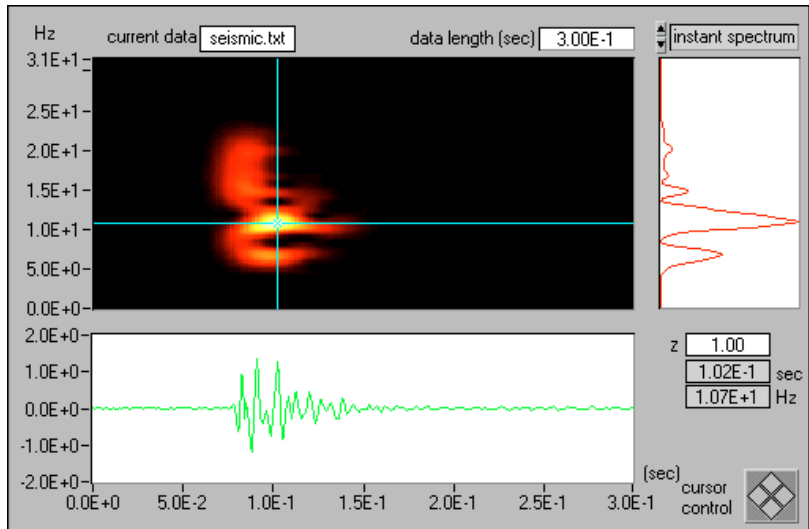 Hz current data seismic.txt data length (sec) 3.00E-1 instant spectrum
3.1E+1
2.5E+1
2.0E+1
1.5E+1
1.0E+1
5.0E+0
0.0E+0
2.0E+0
1.0E+0
0.0E+0
-1.0E+0
-2.0E+0
z 1.00
1.02E-1 sec
1.07E+1 Hz
0.0E+0 5.0E-2 1.0E-1 1.5E-1 2.0E-1 2.5E-1 3.0E-1
(sec)
cursor
control